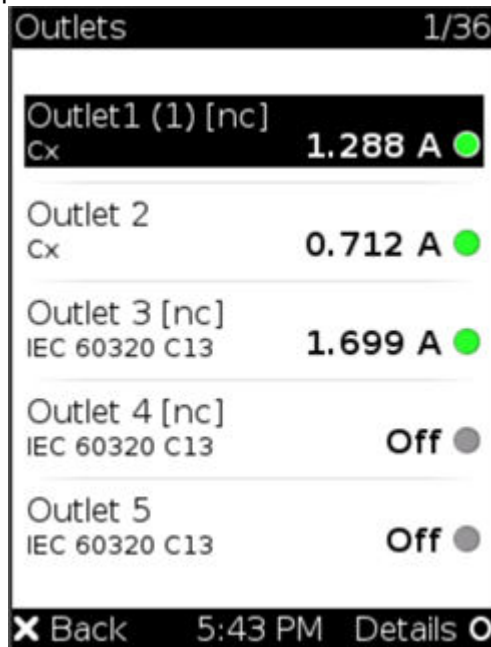 Outlets 1/36
Outlet1 (1) [nc]
Cx 1.288 A
Outlet 2
Cx 0.712 A
Outlet 3 [nc]
IEC 60320 C13 1.699 A
Outlet 4 [nc]
IEC 60320 C13 Off
Outlet 5
IEC 60320 C13 Off
X Back 5:43 PM Details O